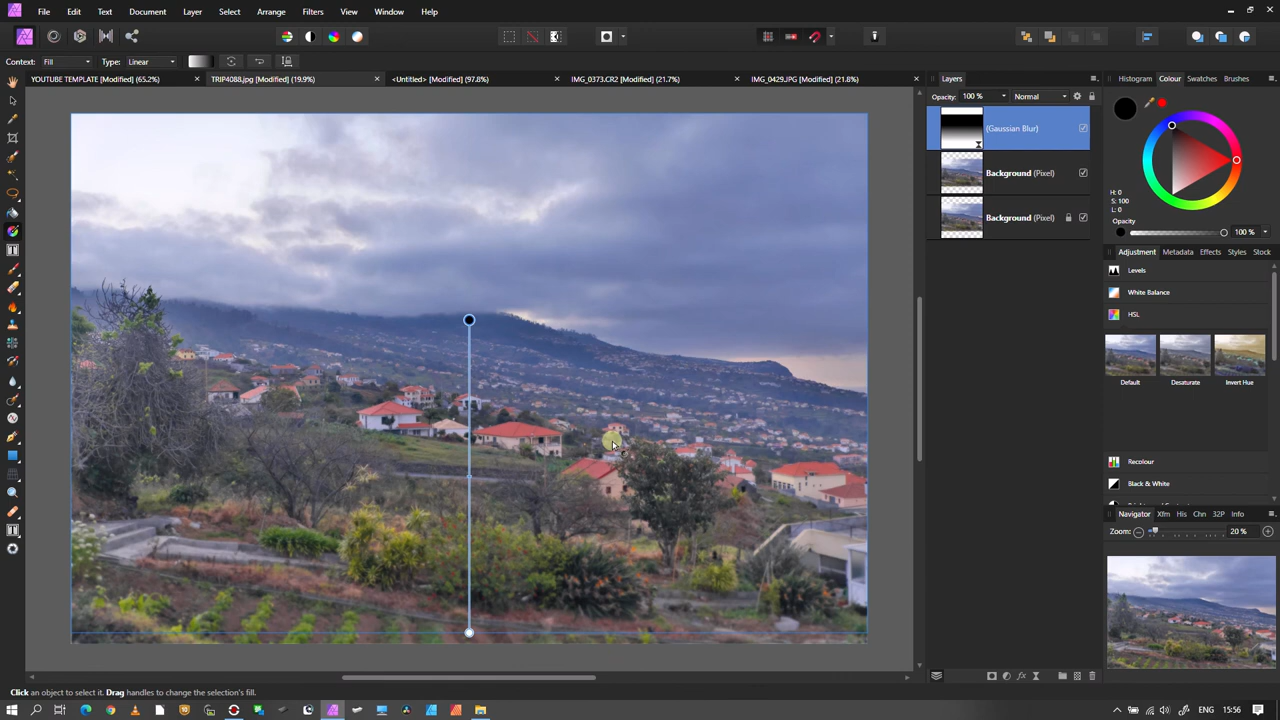 File Edit Text Document Layer Select Arrange Filters View Window Help
Context: Fill Type: Linear
YOUTUBE TEMPLATE [Modified] (65.2%) × TRIP4088.jpg [Modified] (19.9%) × <Untitled> [Modified] (97.8%) × IMG_0373.CR2 [Modified] (21.7%) × IMG_0429.JPG [Modified] (21.8%) ×
Layers
Opacity: 100 % Normal
(Gaussian Blur)
Background (Pixel)
Background (Pixel)
Histogram Colour Swatches Brushes
H: 0
S: 100
L: 0
Opacity
100 %
Adjustment Metadata Effects Styles Stock
Levels
White Balance
HSL
Default Desaturate Invert Hue
Recolour
Black & White
Navigator Xfm His Chn 32P Info
Zoom: 20 %
Click an object to select it. Drag handles to change the selection's fill.
ENG 15:56